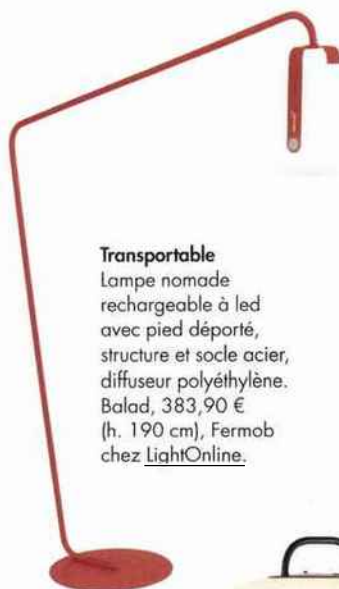 Transportable
Lampe nomade
rechargeable à led
avec pied déporté,
structure et socle acier,
diffuseur polyéthylène.
Balad, 383,90 €
(h. 190 cm), Fermob
chez LightOnline.